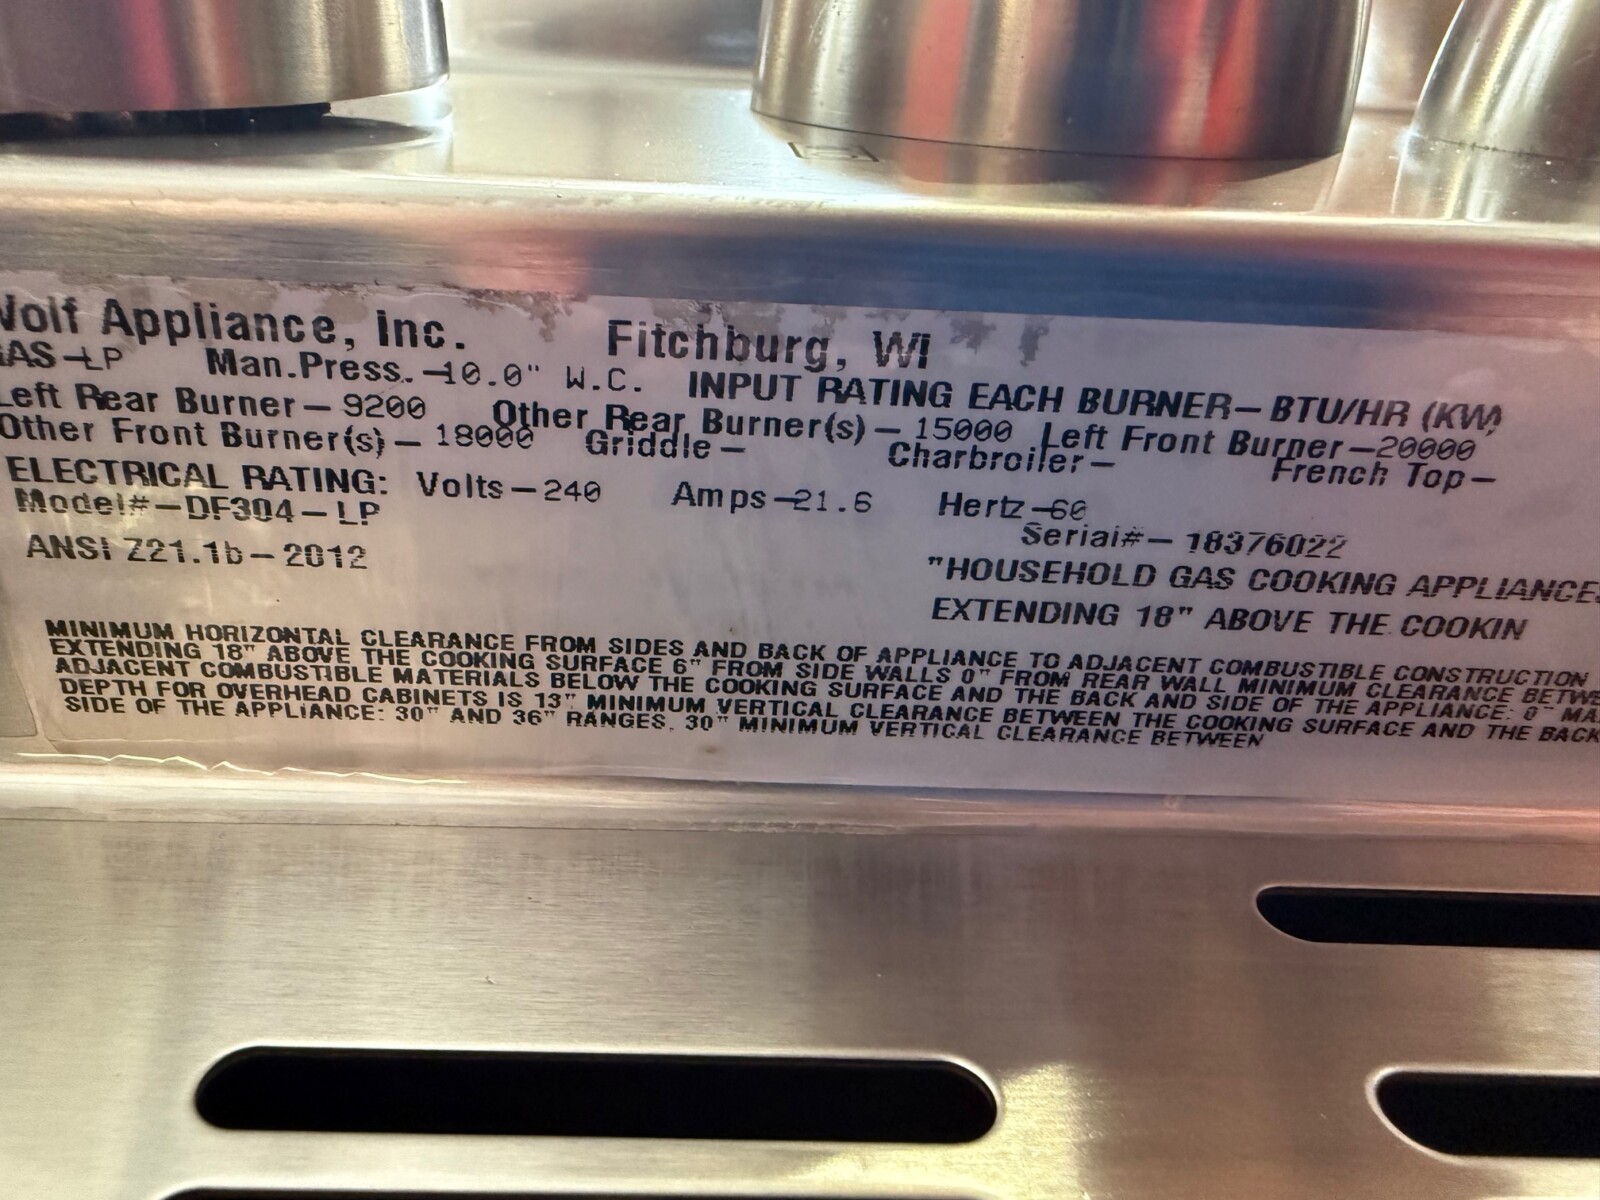 Wolf Appliance, Inc. Fitchburg, WI
GAS-LP Man.Press.-10.0" W.C. INPUT RATING EACH BURNER-BTU/HR (KW)
Left Rear Burner-9200 Other Rear Burner(s)-15000 Left Front Burner-20000
Other Front Burner(s)-18000 Griddle- Charbroiler- French Top-
ELECTRICAL RATING: Volts-240 Amps-21.6 Hertz-60
Model#-DF304-LP Serial#-18376022
ANSI Z21.1b-2012 "HOUSEHOLD GAS COOKING APPLIANCES
EXTENDING 18" ABOVE THE COOKIN
MINIMUM HORIZONTAL CLEARANCE FROM SIDES AND BACK OF APPLIANCE TO ADJACENT COMBUSTIBLE CONSTRUCTION
EXTENDING 18" ABOVE THE COOKING SURFACE 6" FROM SIDE WALLS 0" FROM REAR WALL MINIMUM CLEARANCE BETWE
ADJACENT COMBUSTIBLE MATERIALS BELOW THE COOKING SURFACE AND THE BACK AND SIDE OF THE APPLIANCE: 0" MA
DEPTH FOR OVERHEAD CABINETS IS 13" MINIMUM VERTICAL CLEARANCE BETWEEN THE COOKING SURFACE AND THE BACK
SIDE OF THE APPLIANCE: 30" AND 36" RANGES. 30" MINIMUM VERTICAL CLEARANCE BETWEEN